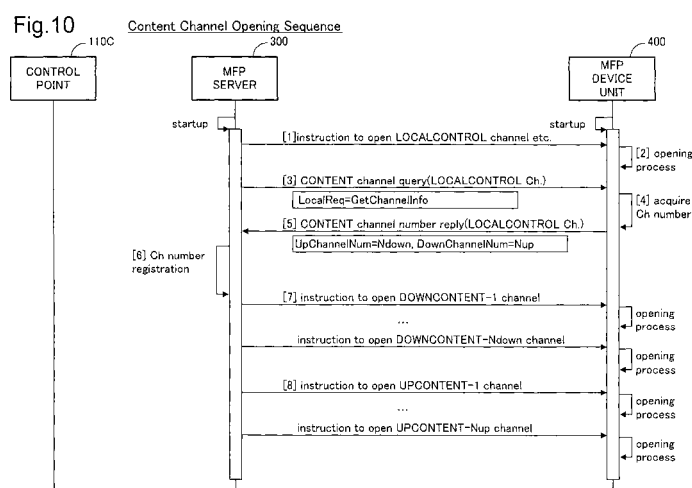 Fig.10
Content Channel Opening Sequence
110C
300
400
CONTROL
POINT
MFP
SERVER
MFP
DEVICE
UNIT
startup
startup
[1]instruction to open LOCALCONTROL channel etc.
[2] opening
process
[3] CONTENT channel query(LOCALCONTROL Ch.)
LocalReq=GetChannelInfo
[4] acquire
Ch number
[5] CONTENT channel number reply(LOCALCONTROL Ch.)
UpChannelNum=Ndown, DownChannelNum=Nup
[6] Ch number
registration
[7] instruction to open DOWNCONTENT-1 channel
opening
process
...
instruction to open DOWNCONTENT-Ndown channel
opening
process
[8] instruction to open UPCONTENT-1 channel
opening
process
...
instruction to open UPCONTENT-Nup channel
opening
process